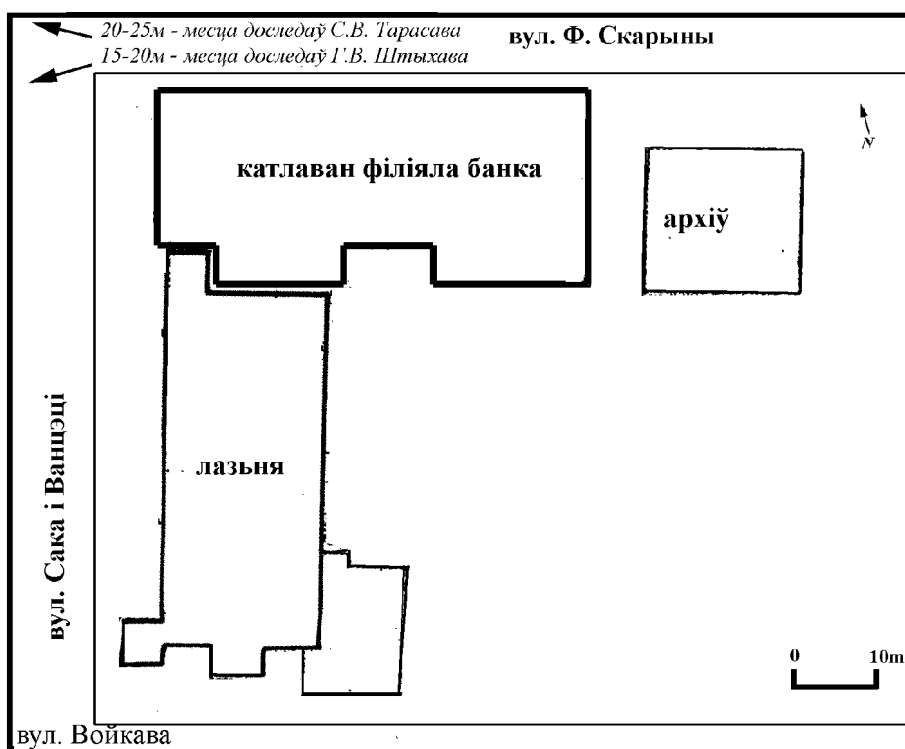 20-25м - месца доследаў С.В. Тарасава
15-20м - месца доследаў Г.В. Штыхава
вул. Ф. Скарыны
N
катлаван філіяла банка
архіў
лазьня
вул. Сака і Ванцэці
0 10m
вул. Войкава